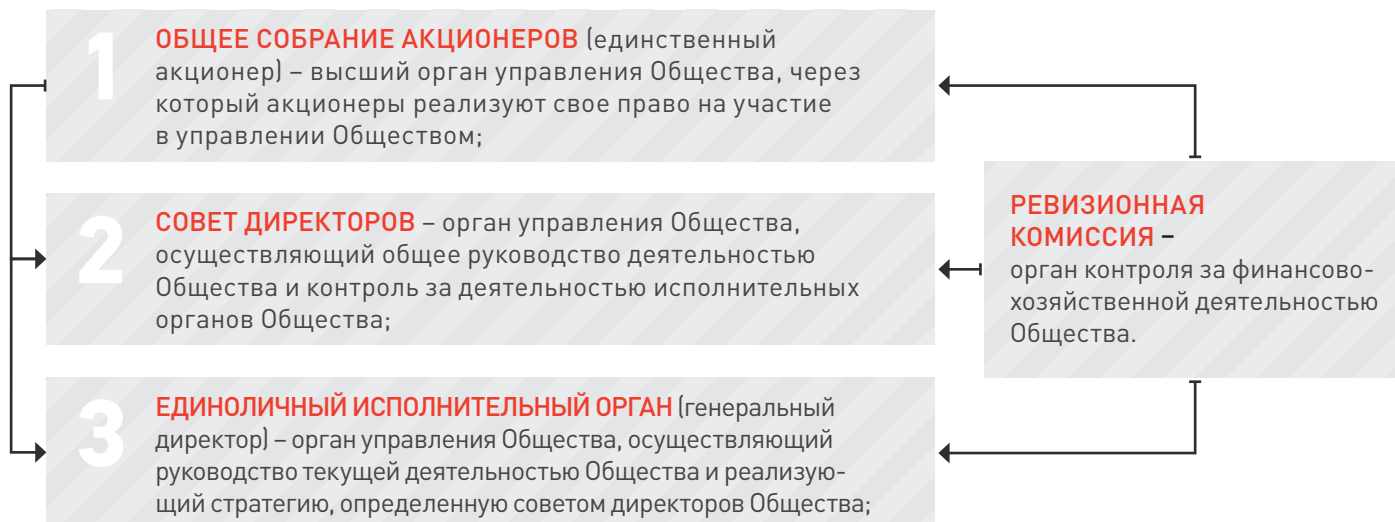 1
ОБЩЕЕ СОБРАНИЕ АКЦИОНЕРОВ (единственный
акционер) – высший орган управления Общества, через
который акционеры реализуют свое право на участие
в управлении Обществом;
2
СОВЕТ ДИРЕКТОРОВ – орган управления Общества,
осуществляющий общее руководство деятельностью
Общества и контроль за деятельностью исполнительных
органов Общества;
3
ЕДИНОЛИЧНЫЙ ИСПОЛНИТЕЛЬНЫЙ ОРГАН (генеральный
директор) – орган управления Общества, осуществляющий
руководство текущей деятельностью Общества и реализую-
щий стратегию, определенную советом директоров Общества;
РЕВИЗИОННАЯ
КОМИССИЯ –
орган контроля за финансово-
хозяйственной деятельностью
Общества.